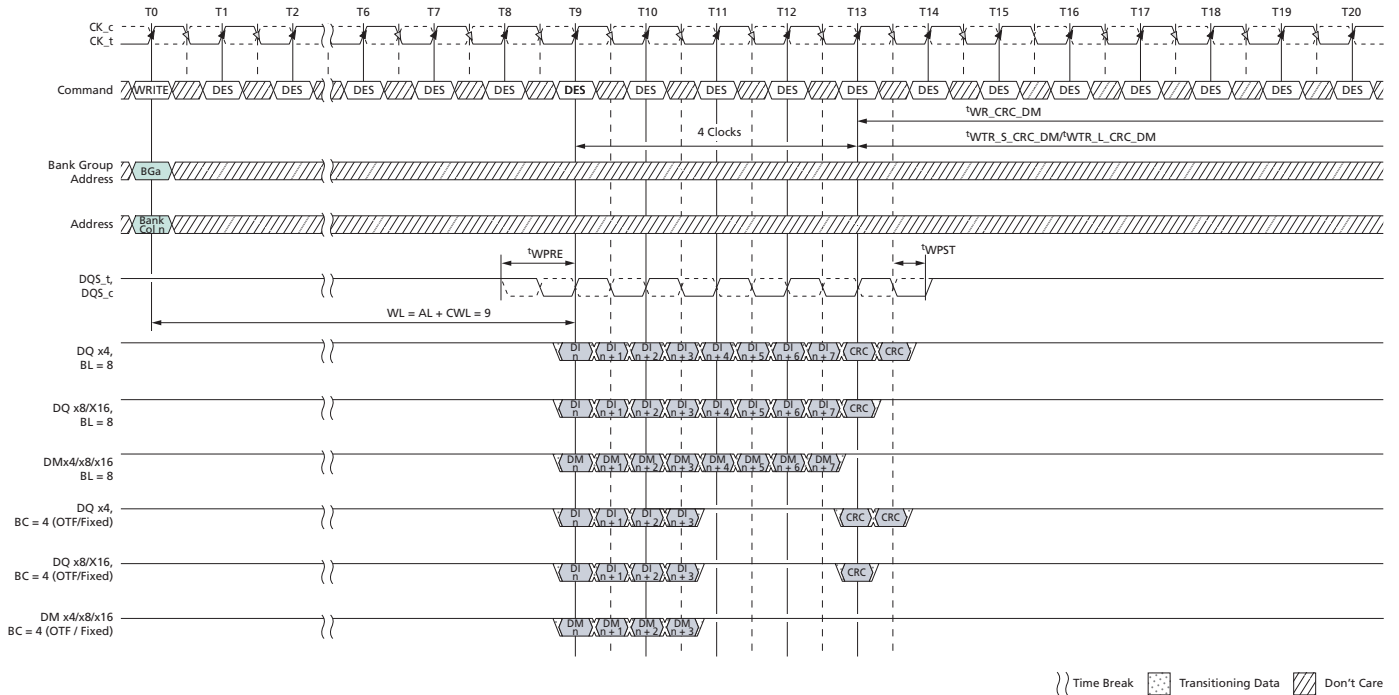 T0 T1 T2 T6 T7 T8 T9 T10 T11 T12 T13 T14 T15 T16 T17 T18 T19 T20
CK_c
CK_t
Command WRITE DES DES DES DES DES DES DES DES DES DES DES DES DES DES DES DES DES
tWR_CRC_DM
4 Clocks
tWTR_S_CRC_DM/tWTR_L_CRC_DM
Bank Group
Address
BGa
Address
Bank
Col n
tWPRE
tWPST
DQS_t,
DQS_c
WL = AL + CWL = 9
DQ x4,
BL = 8
DI DI DI DI DI DI DI DI CRC CRC
n n + 1 n + 2 n + 3 n + 4 n + 5 n + 6 n + 7
DQ x8/X16,
BL = 8
DI DI DI DI DI DI DI DI CRC
n n + 1 n + 2 n + 3 n + 4 n + 5 n + 6 n + 7
DMx4/x8/x16
BL = 8
DM DM DM DM DM DM DM DM
n n + 1 n + 2 n + 3 n + 4 n + 5 n + 6 n + 7
DQ x4,
BC = 4 (OTF/Fixed)
DI DI DI DI CRC CRC
n n + 1 n + 2 n + 3
DQ x8/X16,
BC = 4 (OTF/Fixed)
DI DI DI DI CRC
n n + 1 n + 2 n + 3
DM x4/x8/x16
BC = 4 (OTF / Fixed)
DM DM DM DM
n n + 1 n + 2 n + 3
Time Break Transitioning Data Don't Care